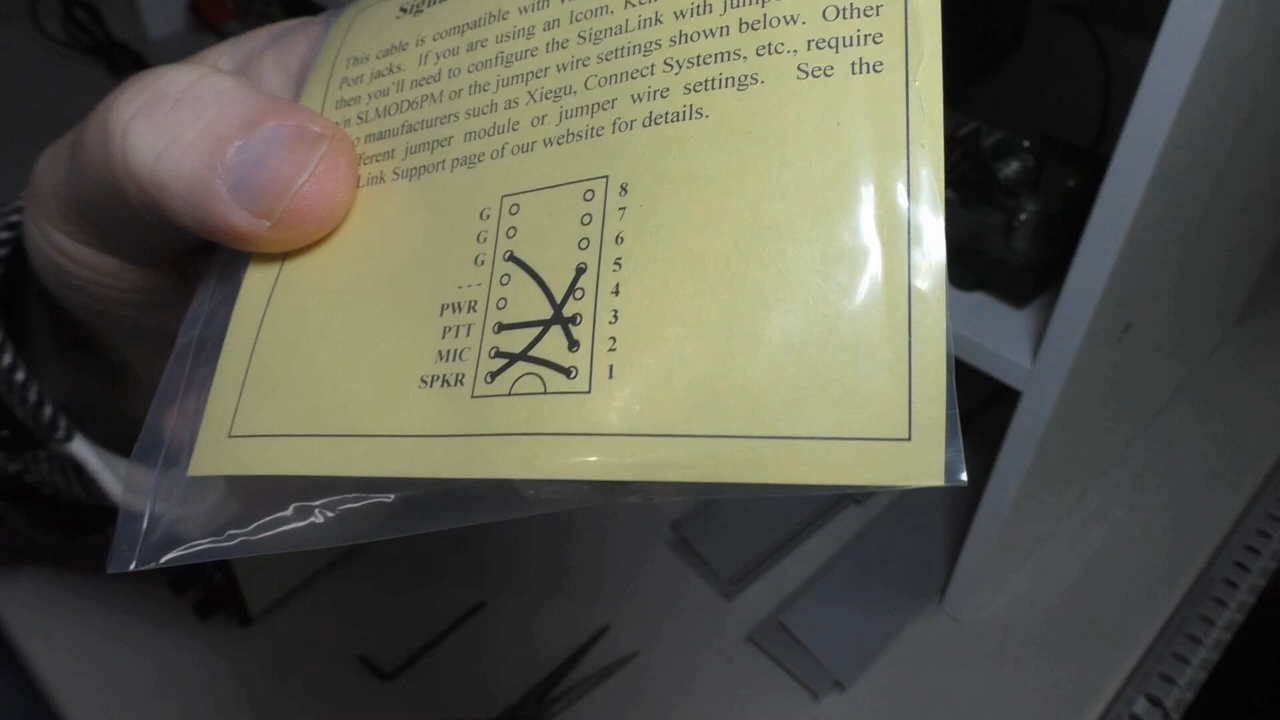 This cable is compatible with
Port jacks. If you are using an Icom,
then you'll need to configure the SignaLink with
SLMOD6PM or the jumper wire settings shown below. Other
manufacturers such as Xiegu, Connect Systems, etc., require
jumper module or jumper wire settings. See the
Link Support page of our website for details.
G 8
G 7
G 6
--- 5
PWR 4
PTT 3
MIC 2
SPKR 1